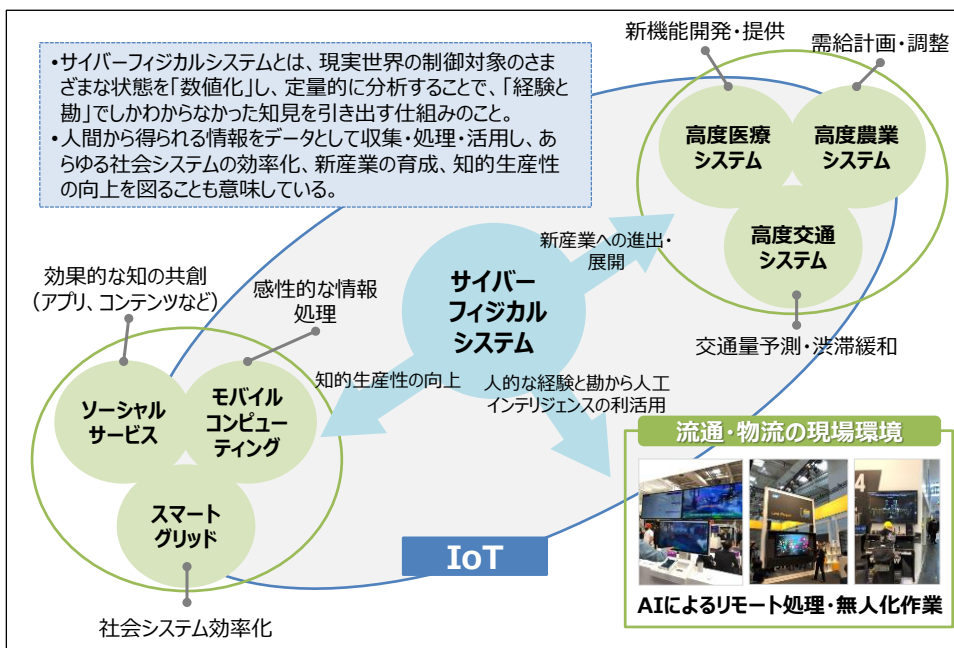 •サイバーフィジカルシステムとは、現実世界の制御対象のさま
ざまな状態を「数値化」し、定量的に分析することで、「経験と
勘」でしかわからなかった知見を引き出す仕組みのこと。
•人間から得られる情報をデータとして収集・処理・活用し、あ
らゆる社会システムの効率化、新産業の育成、知的生産性
の向上を図ることも意味している。
新機能開発・提供
需給計画・調整
高度医療
システム
高度農業
システム
高度交通
システム
交通量予測・渋滞緩和
新産業への進出・
展開
サイバー
フィジカル
システム
効果的な知の共創
(アプリ、コンテンツなど)
感性的な情報
処理
知的生産性の向上
人的な経験と勘から人工
インテリジェンスの利活用
ソーシャル
サービス
モバイル
コンピュー
ティング
スマート
グリッド
社会システム効率化
IoT
流通・物流の現場環境
4
AIによるリモート処理・無人化作業